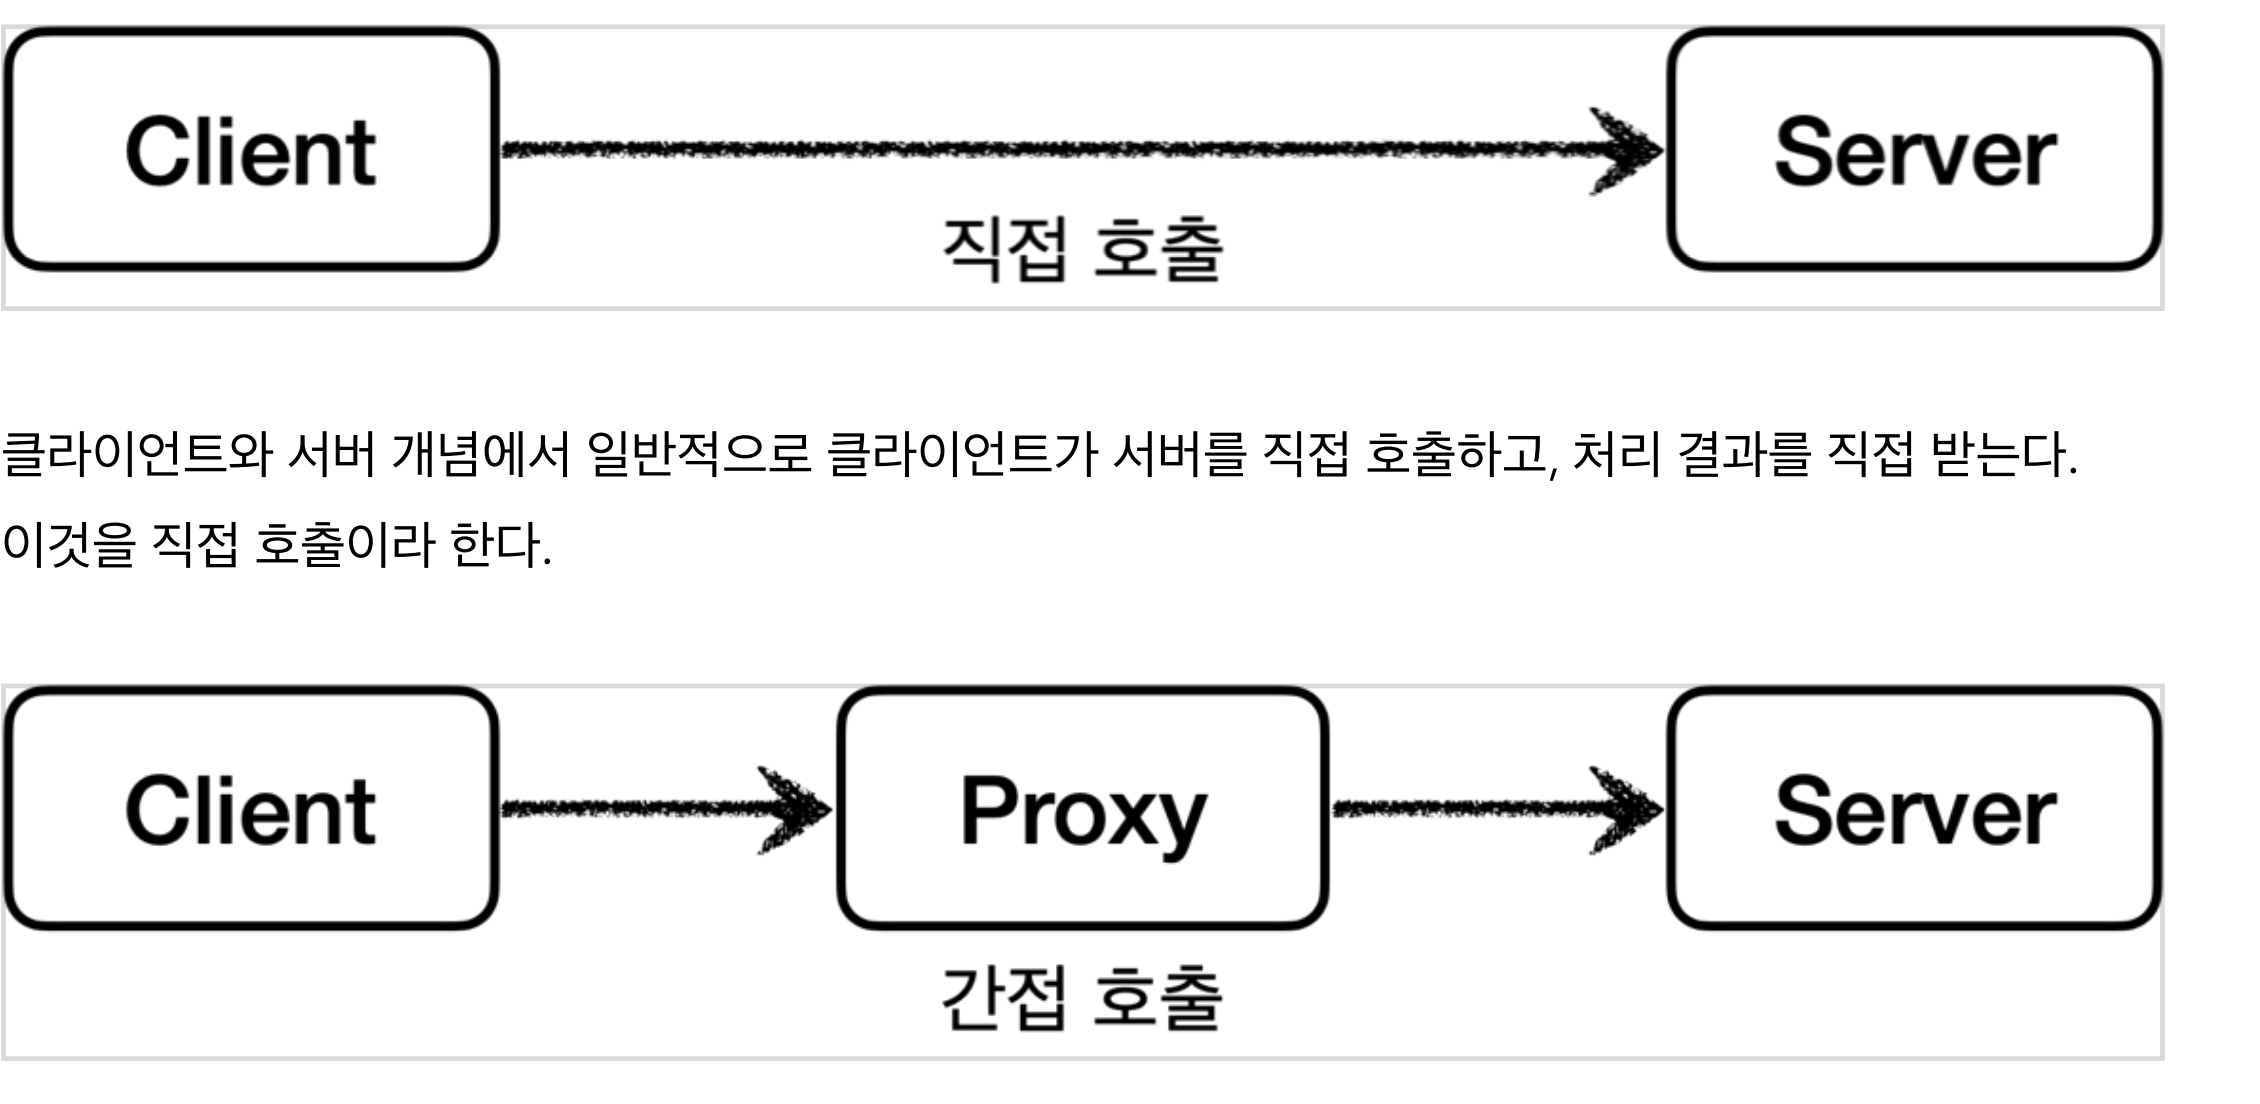 Client
Server
직접 호출
클라이언트와 서버 개념에서 일반적으로 클라이언트가 서버를 직접 호출하고, 처리 결과를 직접 받는다.
이것을 직접 호출이라 한다.
Client
Proxy
Server
간접 호출